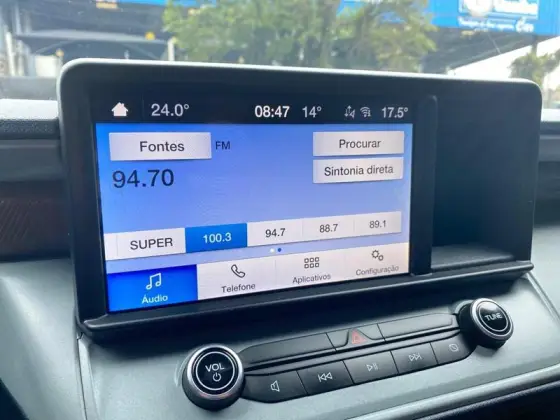 24.0° 08:47 14° 17.5°
Fontes FM Procurar
94.70 Sintonia direta
SUPER 100.3 94.7 88.7 89.1
Áudio Telefone Aplicativos Configuração
VOL TUNE